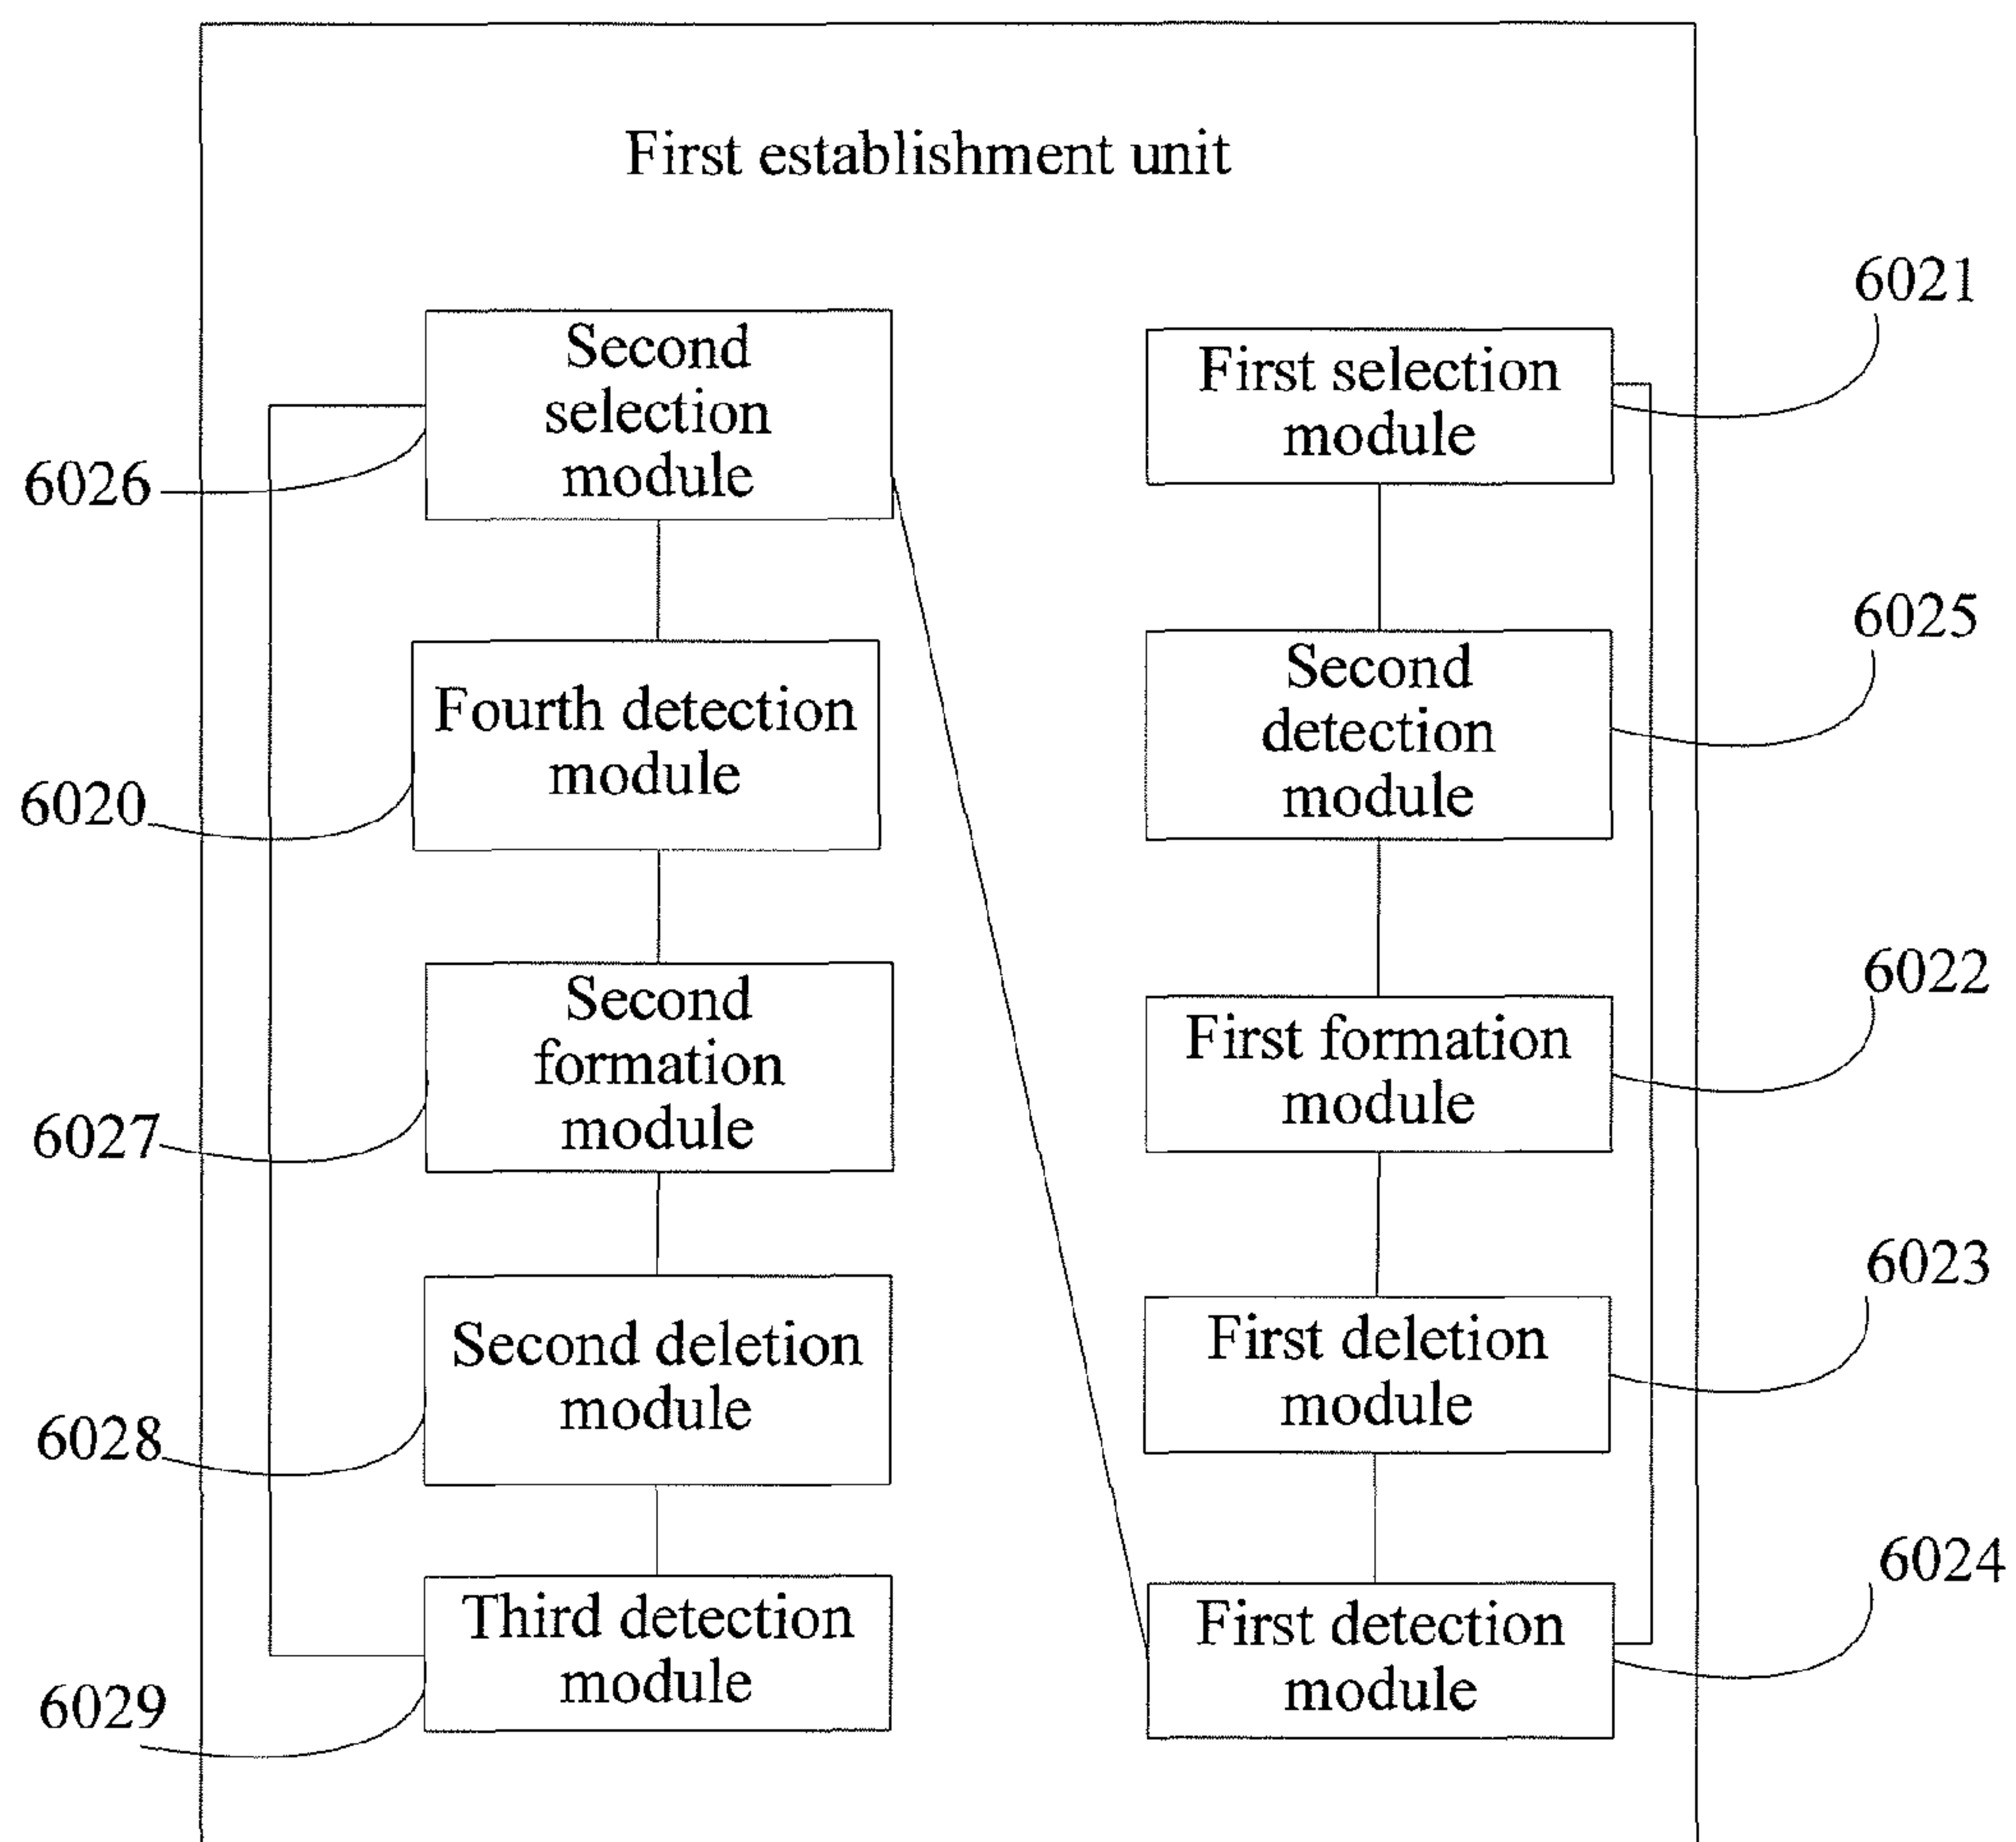 First establishment unit
Second
selection
module
6026
Fourth detection
module
6020
Second
formation
module
6027
Second deletion
module
6028
Third detection
module
6029
First selection
module
6021
Second
detection
module
6025
First formation
module
6022
First deletion
module
6023
First detection
module
6024